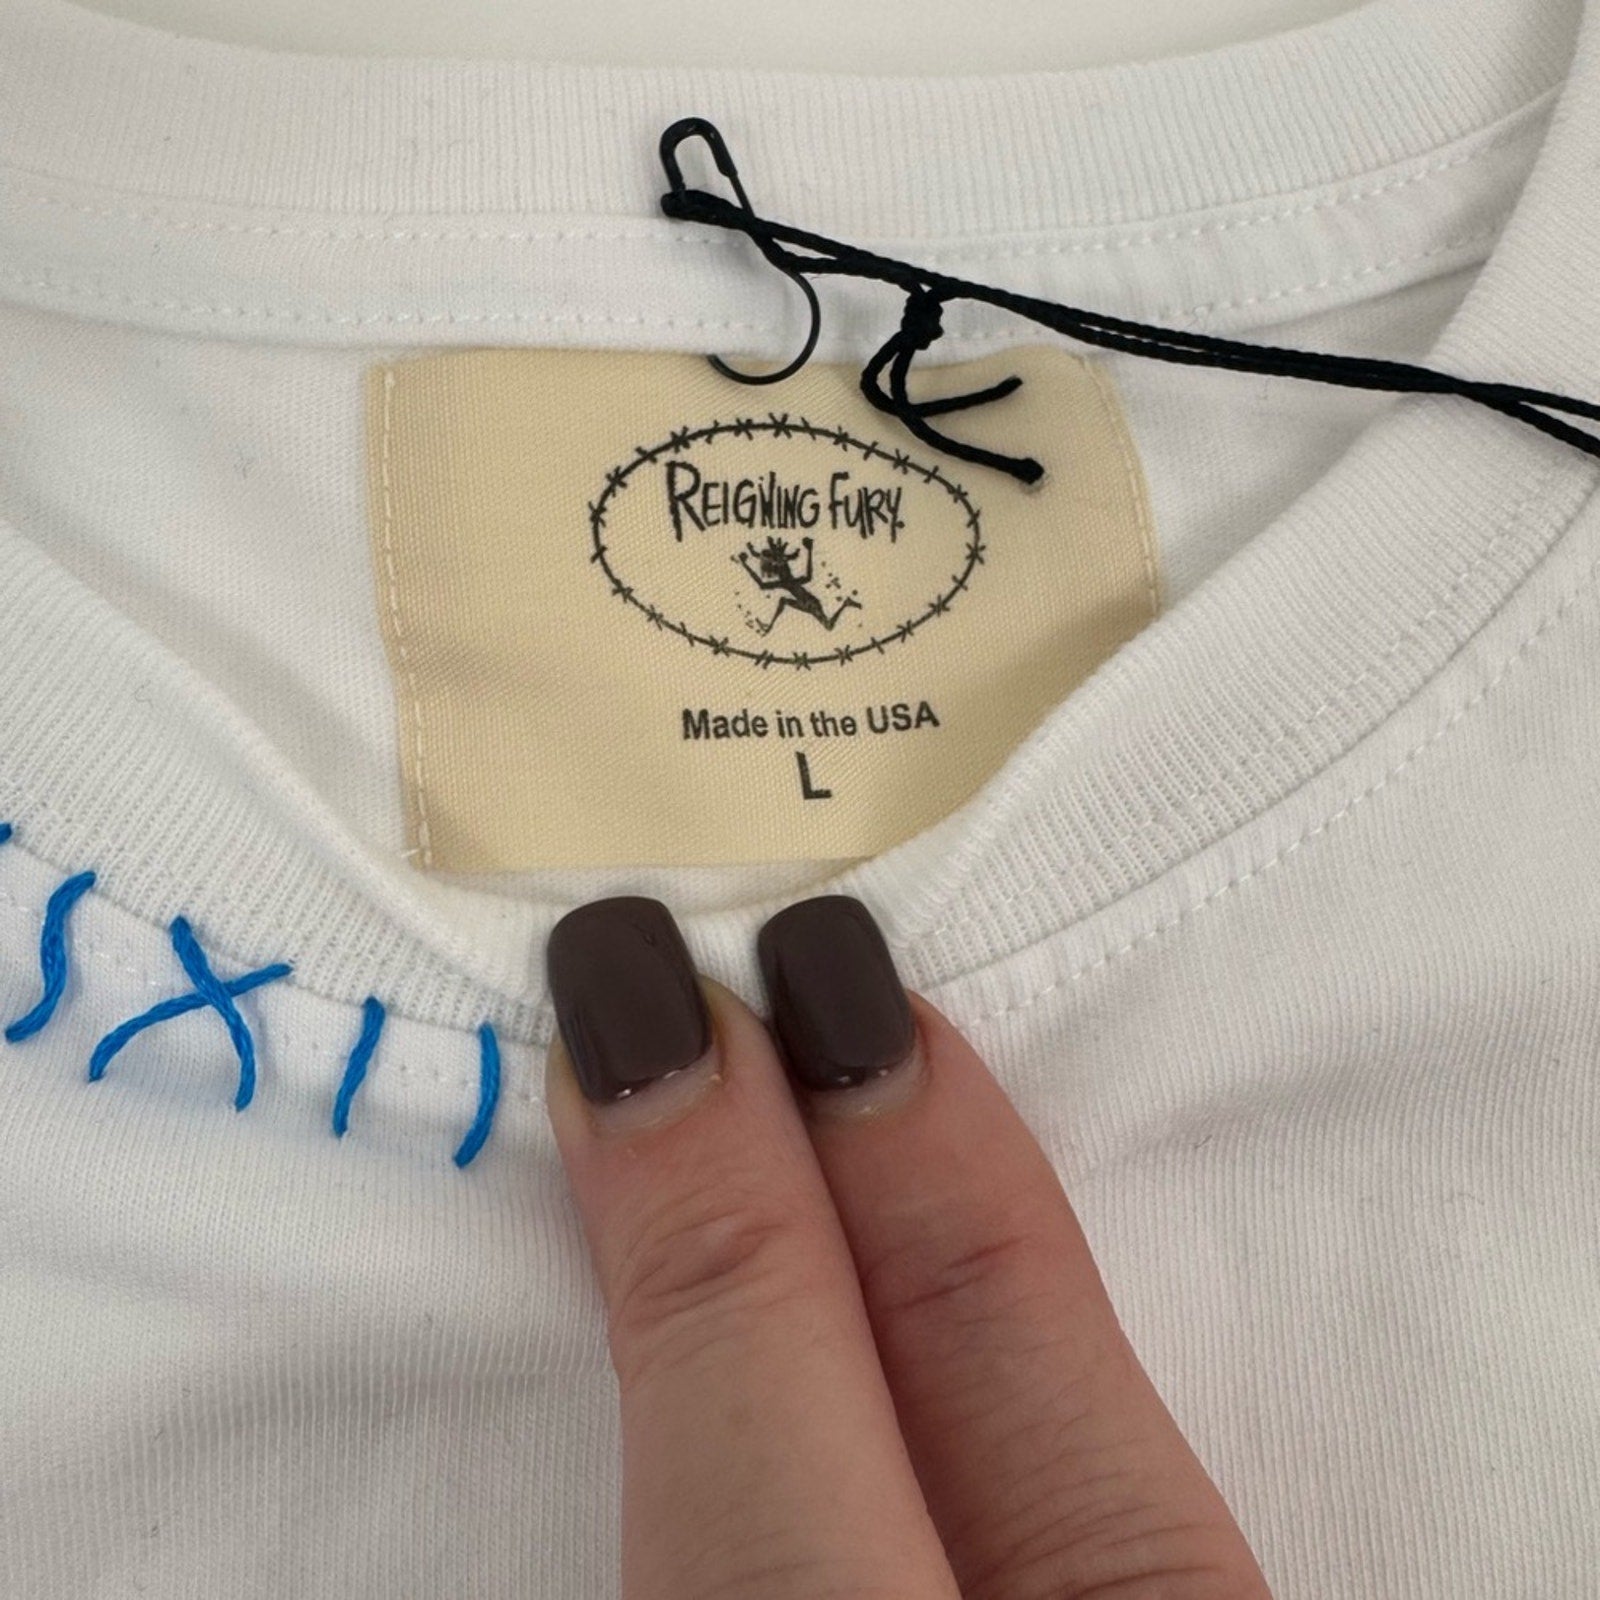 REIGNING FURY
Made in the USA
L